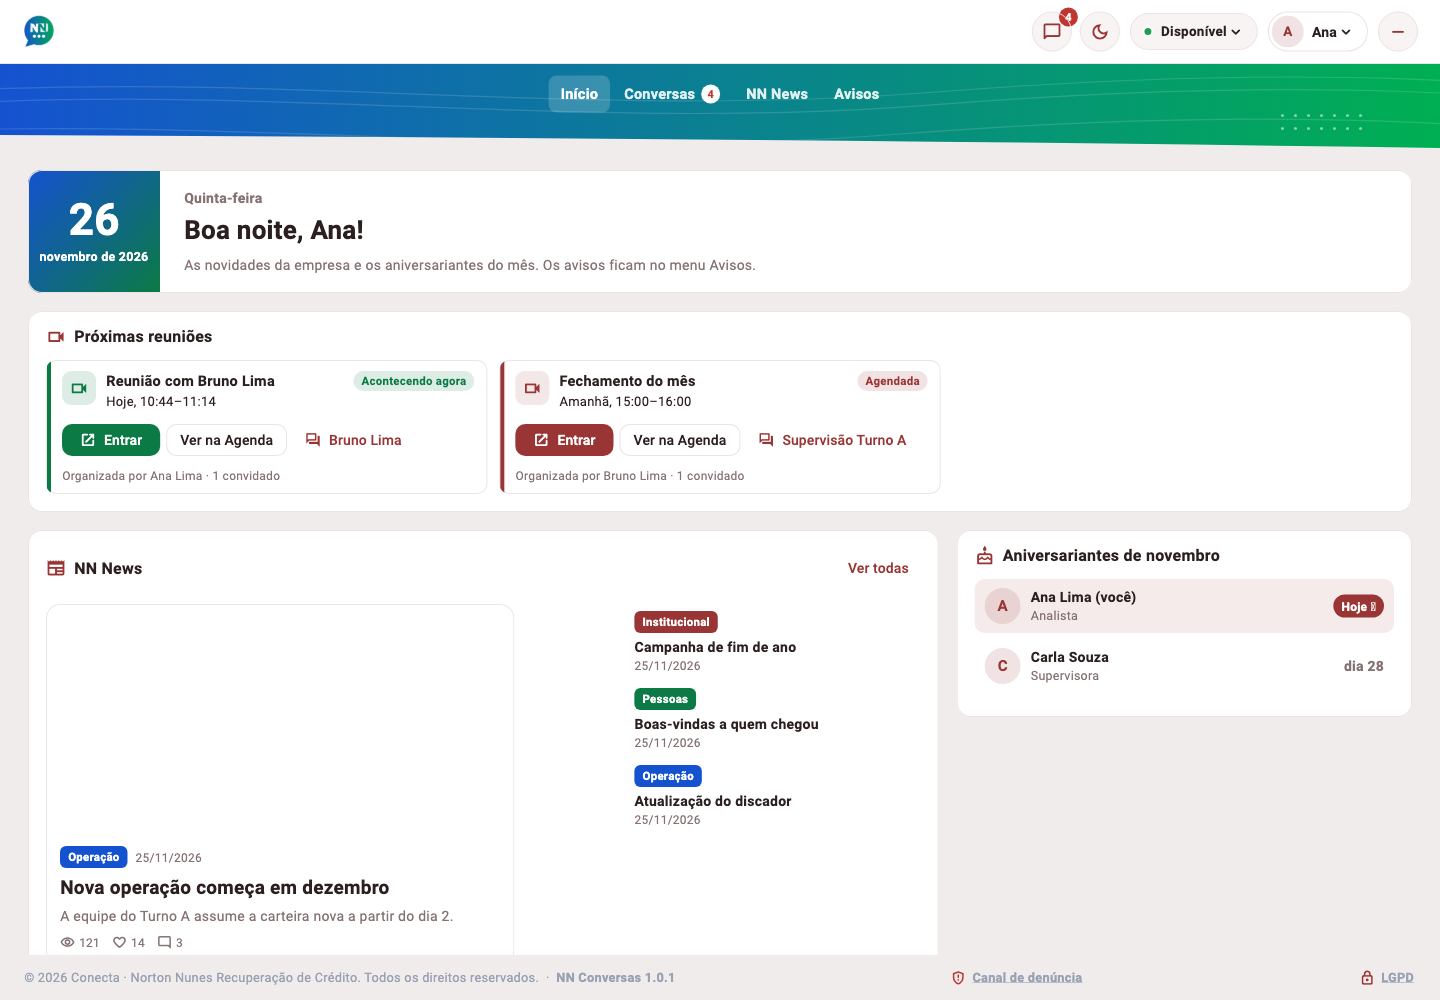 NN
4
Disponível
A
Ana
Início
Conversas 4
NN News
Avisos
26
novembro de 2026
Quinta-feira
Boa noite, Ana!
As novidades da empresa e os aniversariantes do mês. Os avisos ficam no menu Avisos.
Próximas reuniões
Reunião com Bruno Lima
Acontecendo agora
Hoje, 10:44–11:14
Entrar
Ver na Agenda
Bruno Lima
Organizada por Ana Lima · 1 convidado
Fechamento do mês
Agendada
Amanhã, 15:00–16:00
Entrar
Ver na Agenda
Supervisão Turno A
Organizada por Bruno Lima · 1 convidado
NN News
Ver todas
Operação 25/11/2026
Nova operação começa em dezembro
A equipe do Turno A assume a carteira nova a partir do dia 2.
121 14 3
Institucional
Campanha de fim de ano
25/11/2026
Pessoas
Boas-vindas a quem chegou
25/11/2026
Operação
Atualização do discador
25/11/2026
Aniversariantes de novembro
A
Ana Lima (você)
Analista
Hoje
C
Carla Souza
Supervisora
dia 28
© 2026 Conecta · Norton Nunes Recuperação de Crédito. Todos os direitos reservados. · NN Conversas 1.0.1
Canal de denúncia
LGPD